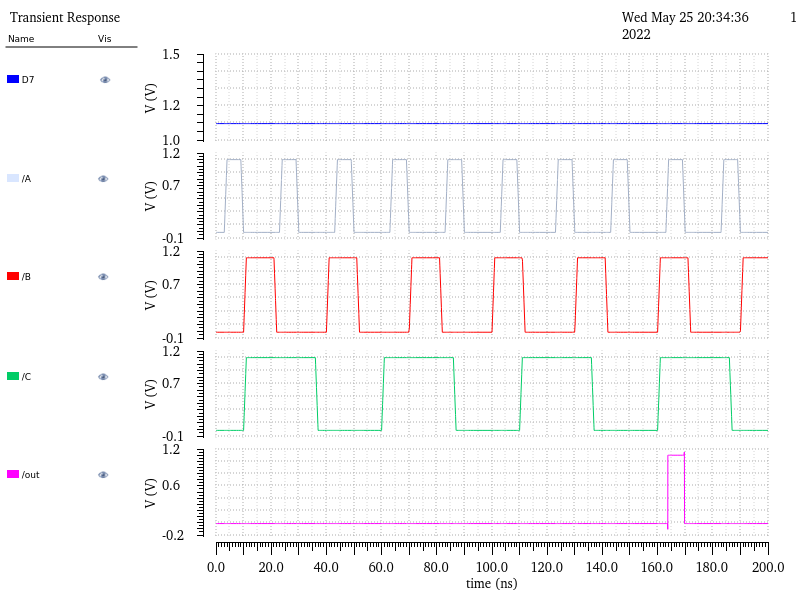 Transient Response
Wed May 25 20:34:36 1
2022
Name Vis
D7
V (V)
1.5
1.2
1.0
/A
V (V)
1.2
0.7
-0.1
/B
V (V)
1.2
0.7
-0.1
/C
V (V)
1.2
0.7
-0.1
/out
V (V)
1.2
0.6
-0.2
0.0 20.0 40.0 60.0 80.0 100.0 120.0 140.0 160.0 180.0 200.0
time (ns)